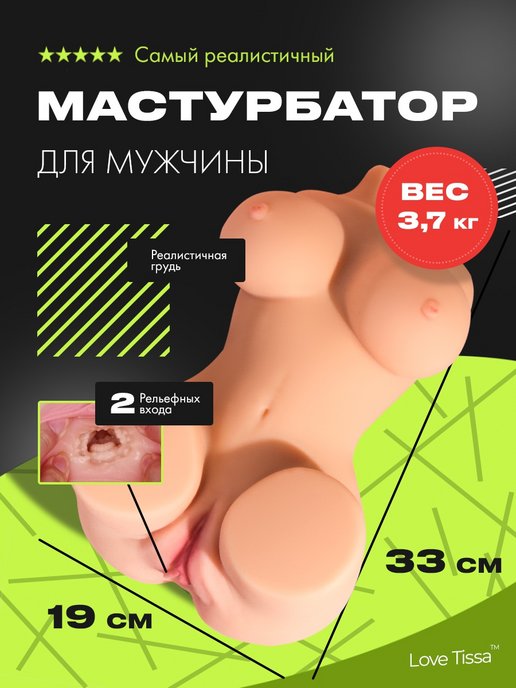 Самый реалистичный
МАСТУРБАТОР
ДЛЯ МУЖЧИНЫ
ВЕС
3,7 кг
Реалистичная
грудь
2 Рельефных
входа
33 см
19 см
Love Tissa™